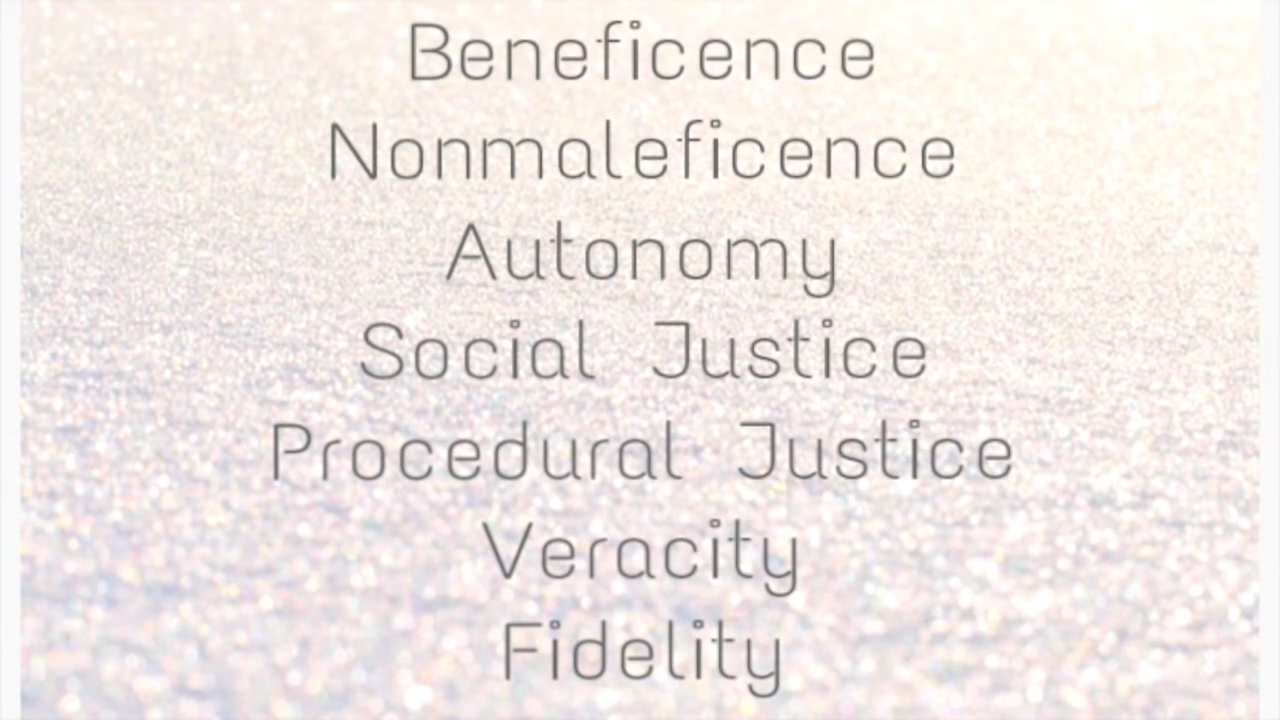 Beneficence
Nonmaleficence
Autonomy
Social Justice
Procedural Justice
Veracity
Fidelity